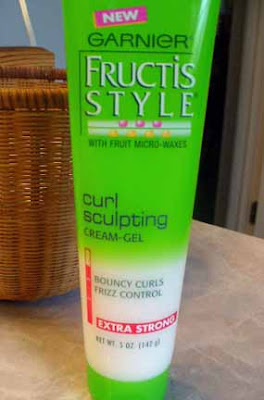 NEW
GARNIER
FRUCTIS
STYLE
WITH FRUIT MICRO-WAXES
curl
sculpting
CREAM-GEL
BOUNCY CURLS
FRIZZ CONTROL
EXTRA STRONG
NET WT. 5 OZ. (142 g)